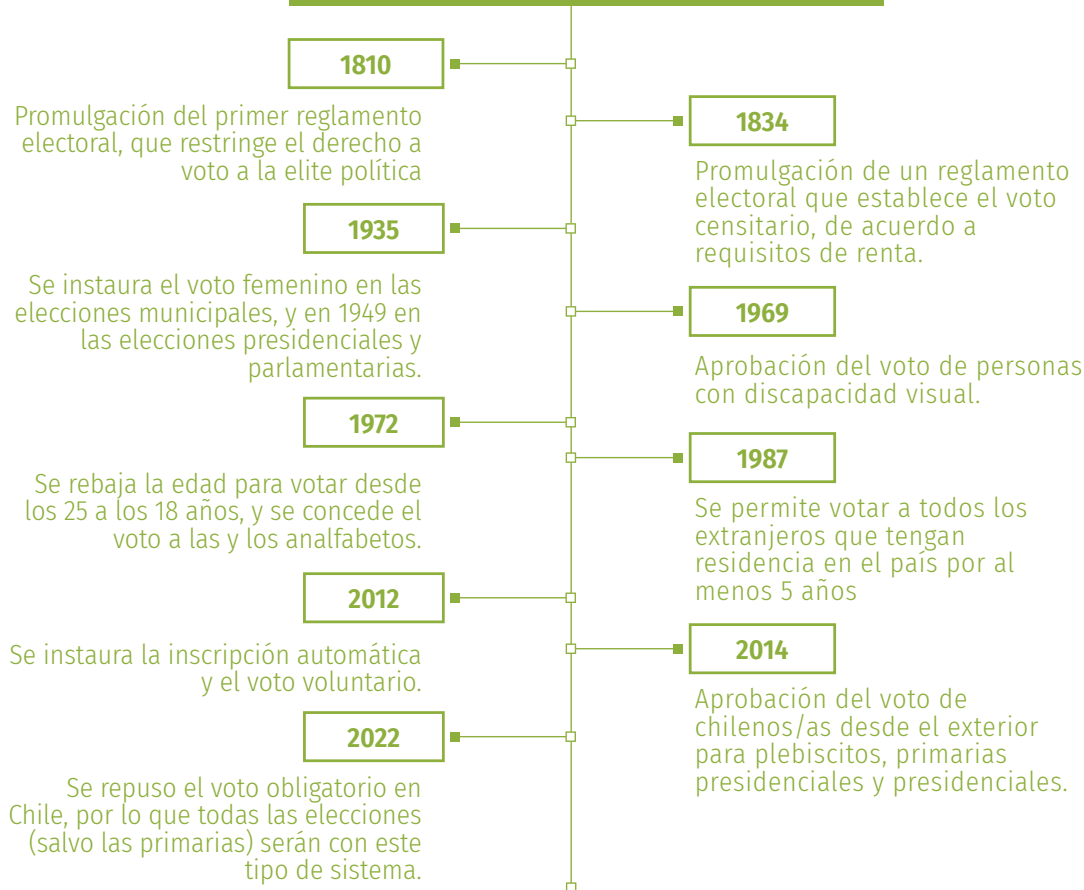 1810
Promulgación del primer reglamento
electoral, que restringe el derecho a
voto a la elite política
1834
Promulgación de un reglamento
electoral que establece el voto
censitario, de acuerdo a
requisitos de renta.
1935
Se instaura el voto femenino en las
elecciones municipales, y en 1949 en
las elecciones presidenciales y
parlamentarias.
1969
Aprobación del voto de personas
con discapacidad visual.
1972
Se rebaja la edad para votar desde
los 25 a los 18 años, y se concede el
voto a las y los analfabetos.
1987
Se permite votar a todos los
extranjeros que tengan
residencia en el país por al
menos 5 años
2012
Se instaura la inscripción automática
y el voto voluntario.
2014
Aprobación del voto de
chilenos/as desde el exterior
para plebiscitos, primarias
presidenciales y presidenciales.
2022
Se repuso el voto obligatorio en
Chile, por lo que todas las elecciones
(salvo las primarias) serán con este
tipo de sistema.